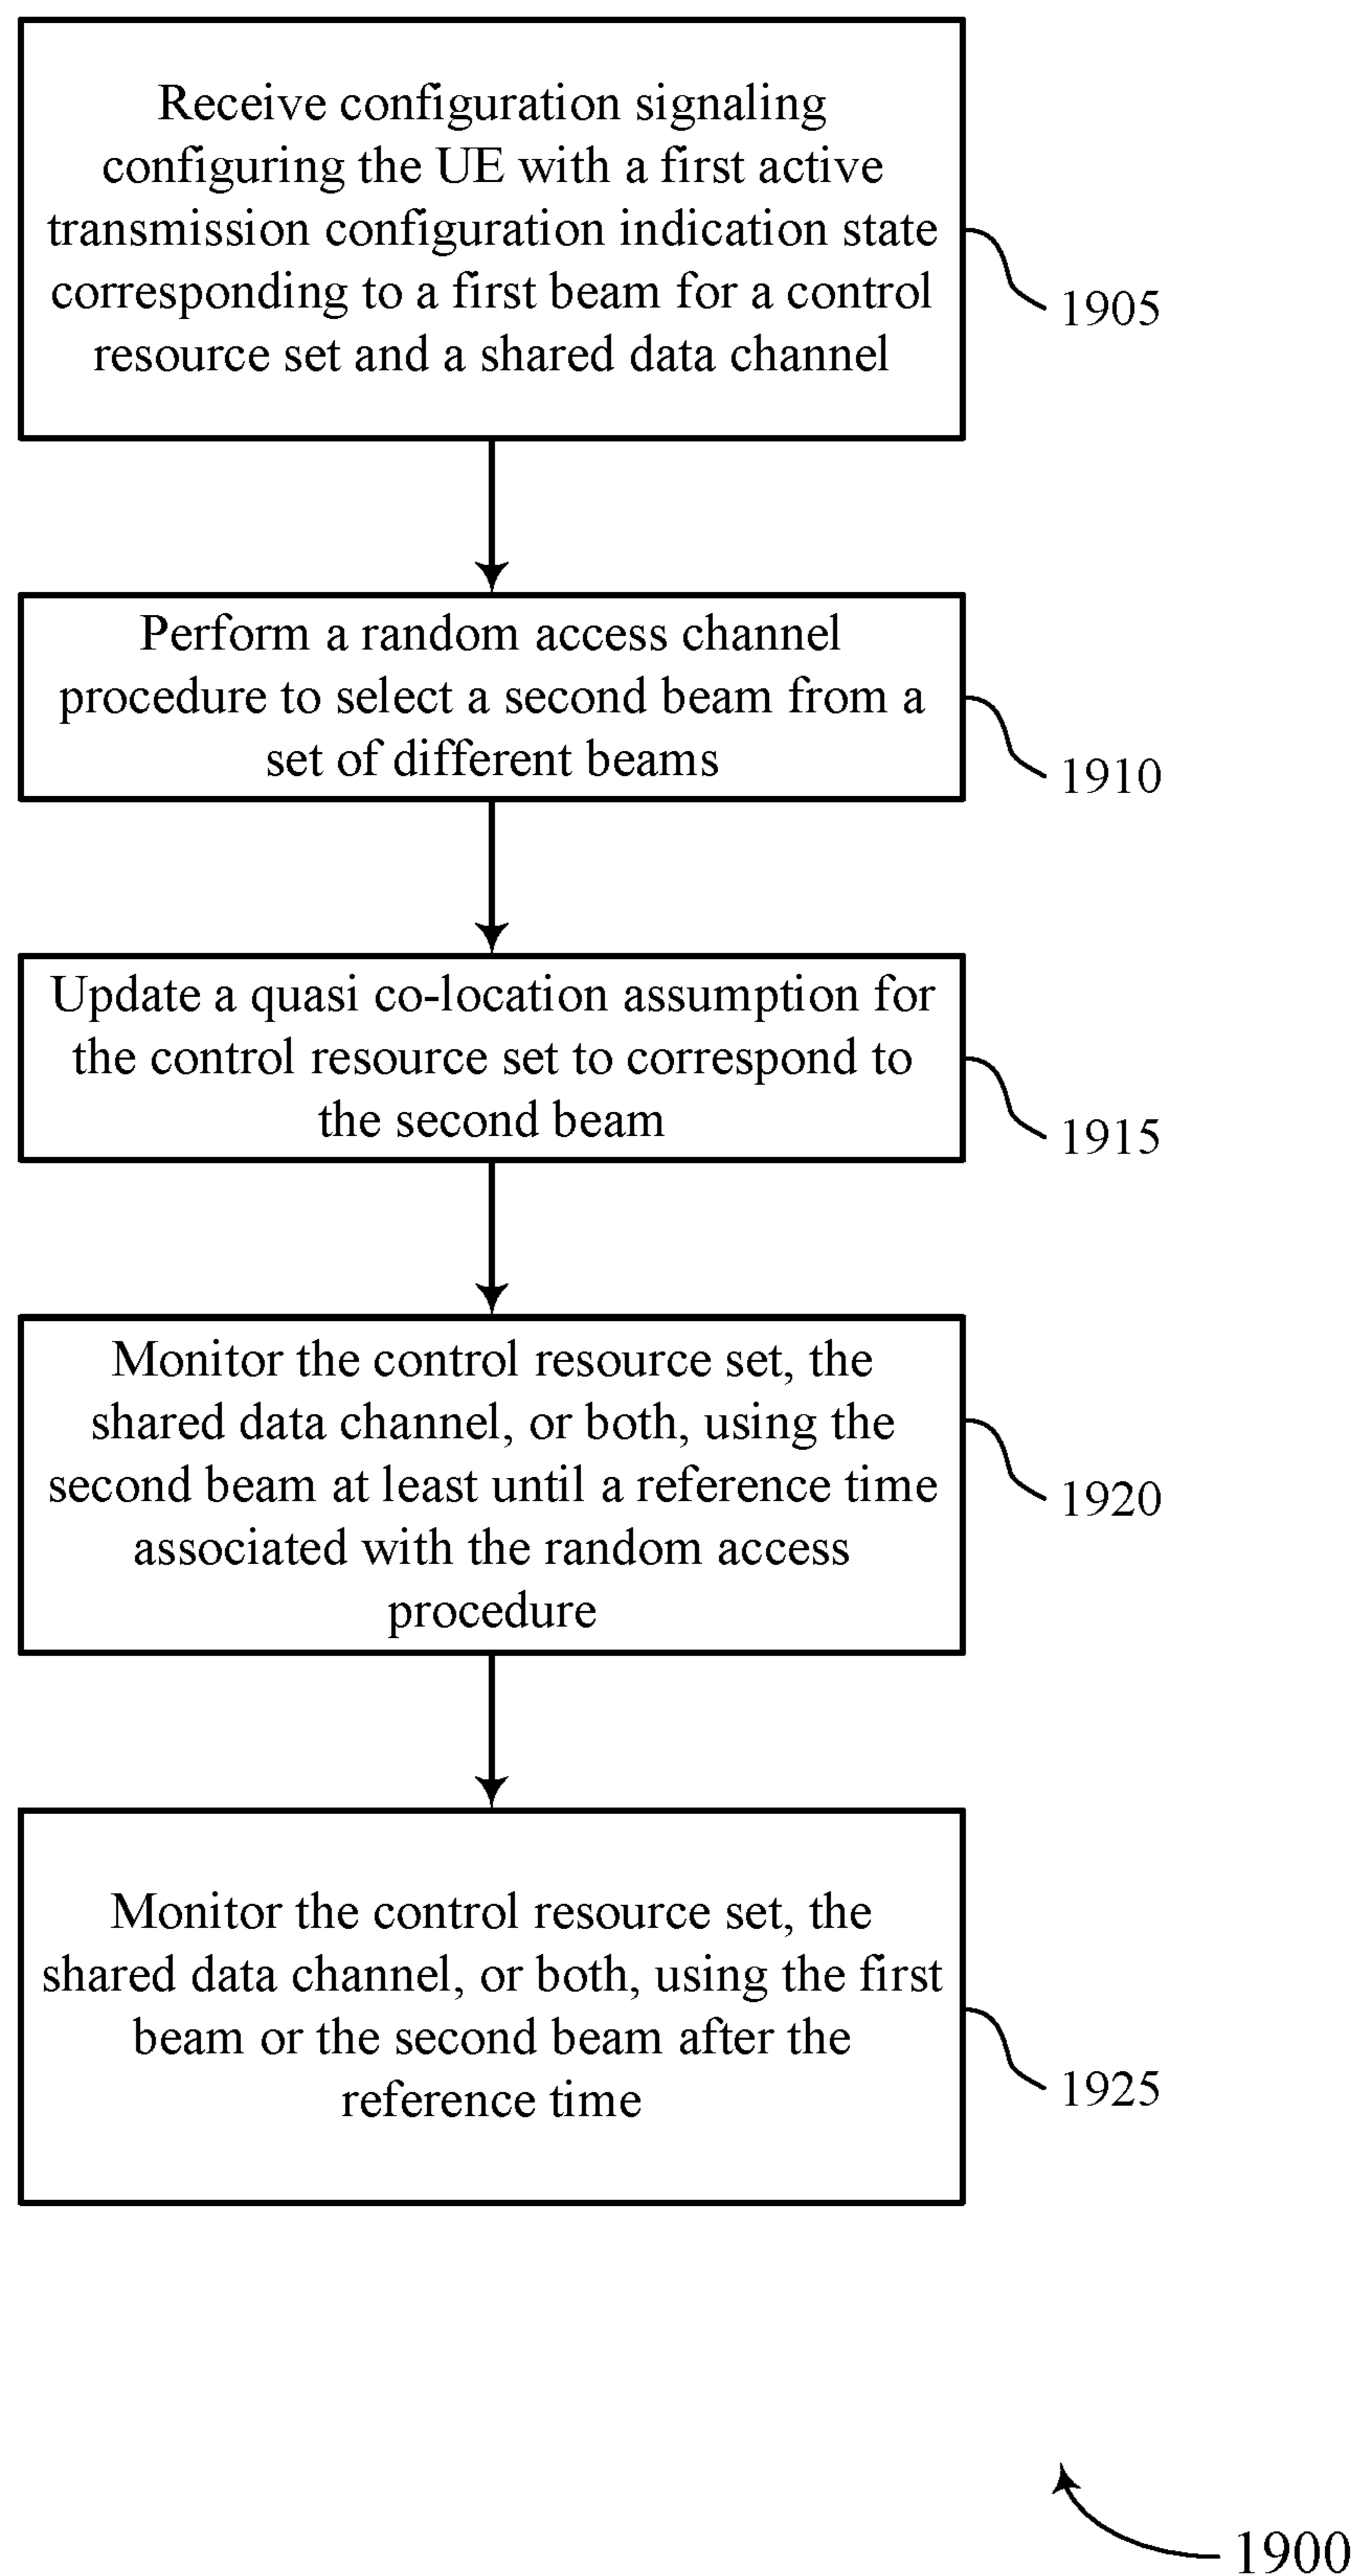 Receive configuration signaling
configuring the UE with a first active
transmission configuration indication state
corresponding to a first beam for a control
resource set and a shared data channel
1905
Perform a random access channel
procedure to select a second beam from a
set of different beams
1910
Update a quasi co-location assumption for
the control resource set to correspond to
the second beam
1915
Monitor the control resource set, the
shared data channel, or both, using the
second beam at least until a reference time
associated with the random access
procedure
1920
Monitor the control resource set, the
shared data channel, or both, using the first
beam or the second beam after the
reference time
1925
1900